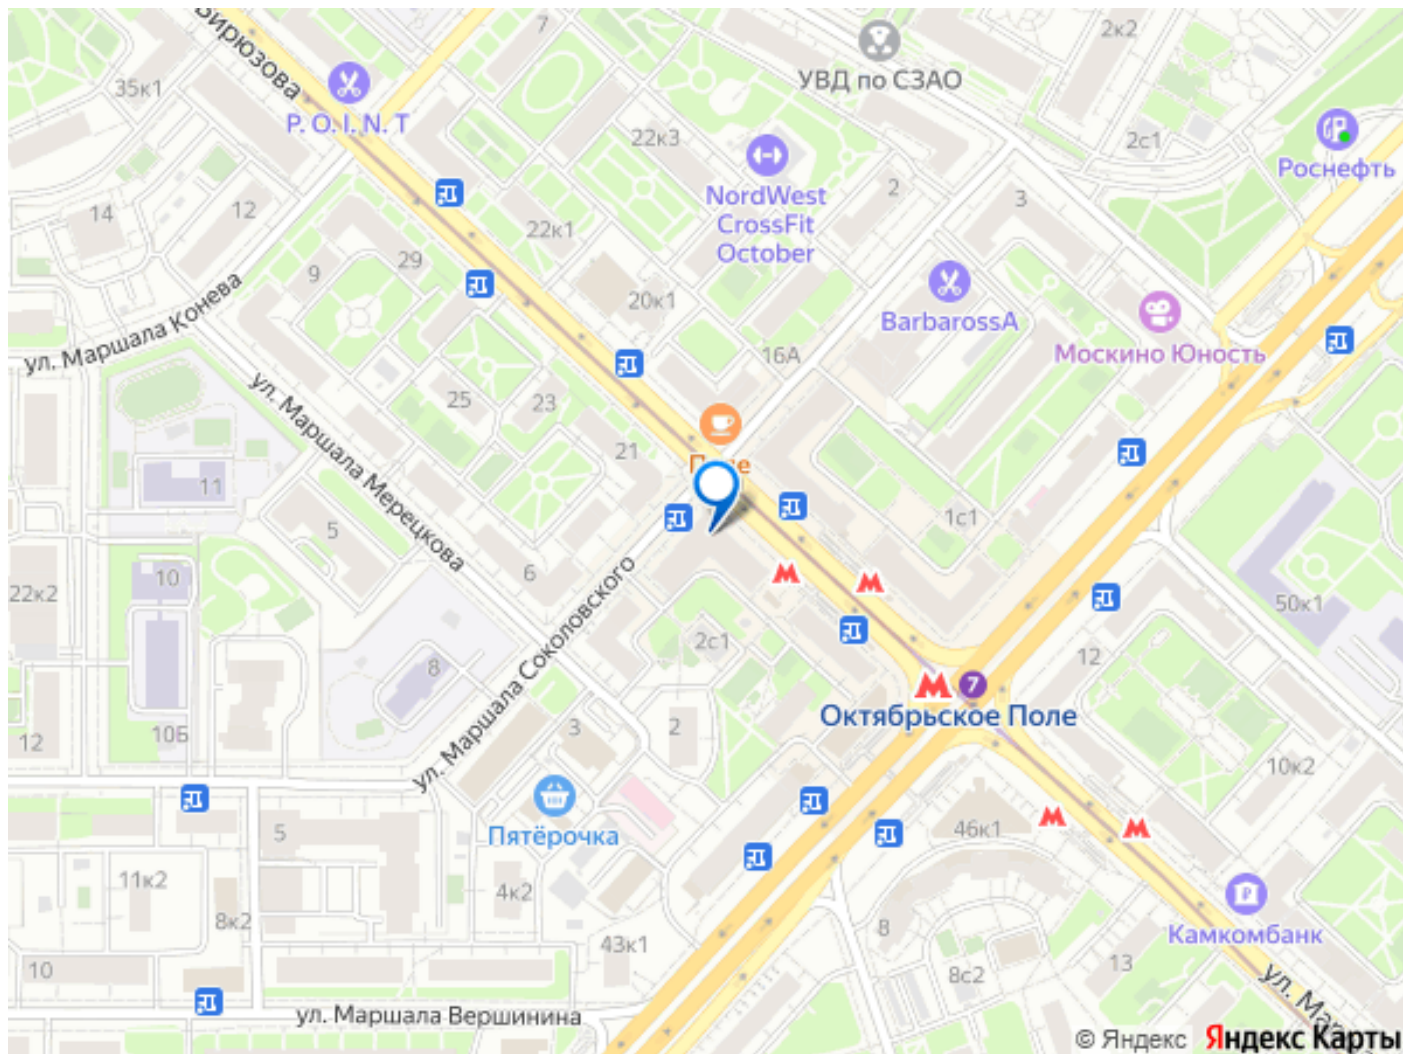 Бирюзова
7
2к2
УВД по СЗАО
35к1
P. O. I. N. T
22к3
2с1
Роснефть
NordWest
CrossFit
October
2
3
14
12
22к1
29
9
20к1
BarbarossA
Москино Юность
ул. Маршала Конева
16А
25
23
21
ул. Маршала Мерецкова
11
5
1с1
6
10
22к2
50к1
ул. Маршала Соколовского
2с1
8
12
7
Октябрьское Поле
10Б
12
3
2
10к2
Пятёрочка
5
46к1
11к2
4к2
8к2
Камкомбанк
43к1
8
13
10
8с2
ул. Маршала Вершинина
© Яндекс Яндекс Карты